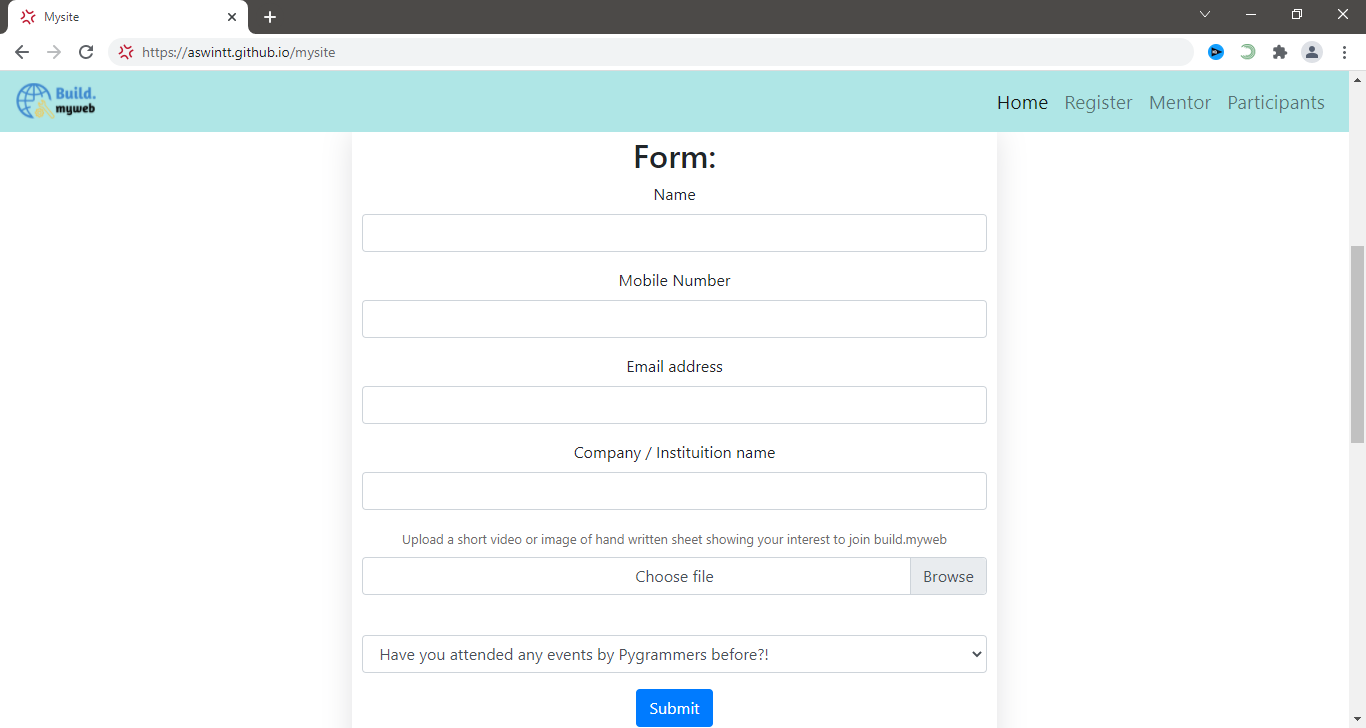 Mysite
https://aswintt.github.io/mysite
Build.
myweb
Home Register Mentor Participants
Form:
Name
Mobile Number
Email address
Company / Instituition name
Upload a short video or image of hand written sheet showing your interest to join build.myweb
Choose file Browse
Have you attended any events by Pygrammers before?!
Submit